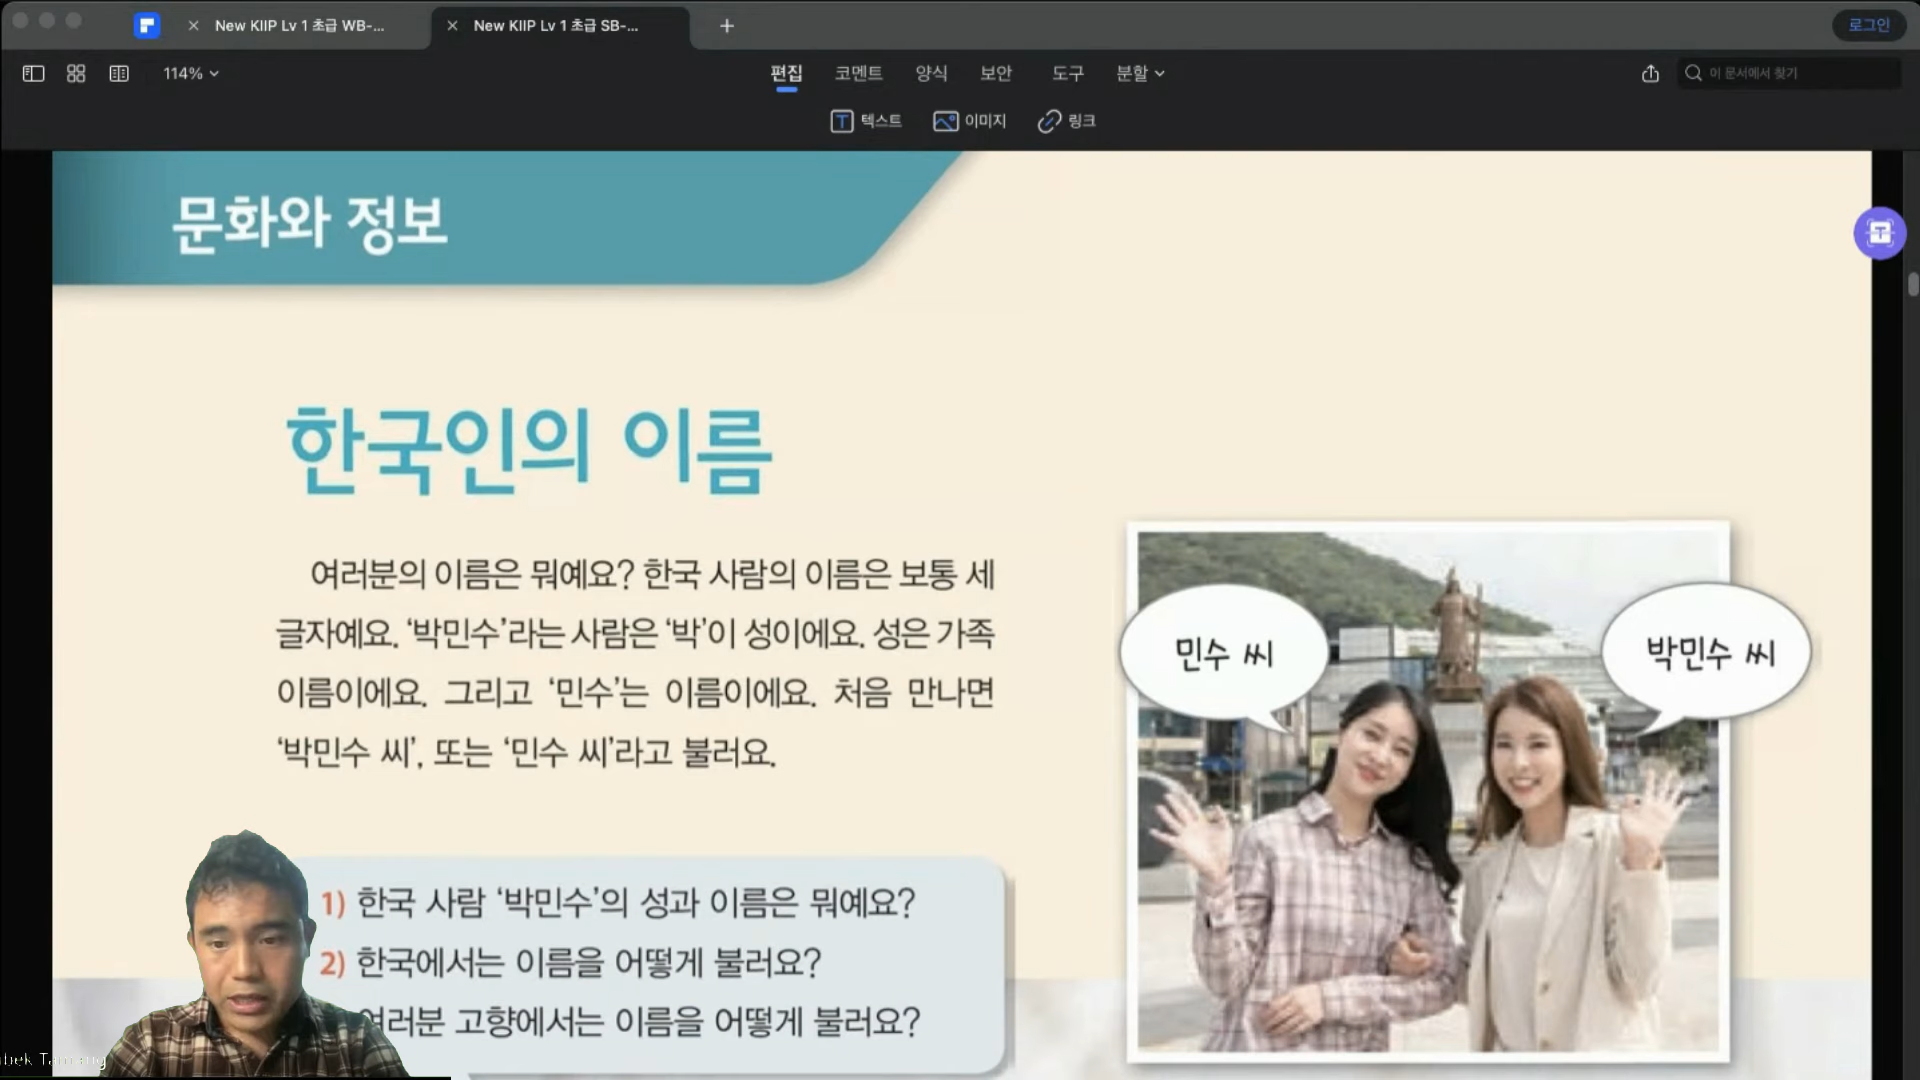 New KIIP Lv 1 초급 WB-...
New KIIP Lv 1 초급 SB-...
로그인
114%
편집
코멘트
양식
보안
도구
분할
이 문서에서 찾기
텍스트
이미지
링크
문화와 정보
한국인의 이름
여러분의 이름은 뭐예요? 한국 사람의 이름은 보통 세
글자예요. ‘박민수’라는 사람은 ‘박’이 성이에요. 성은 가족
이름이에요. 그리고 ‘민수’는 이름이에요. 처음 만나면
‘박민수 씨’, 또는 ‘민수 씨’라고 불러요.
민수 씨
박민수 씨
1) 한국 사람 ‘박민수’의 성과 이름은 뭐예요?
2) 한국에서는 이름을 어떻게 불러요?
여러분 고향에서는 이름을 어떻게 불러요?